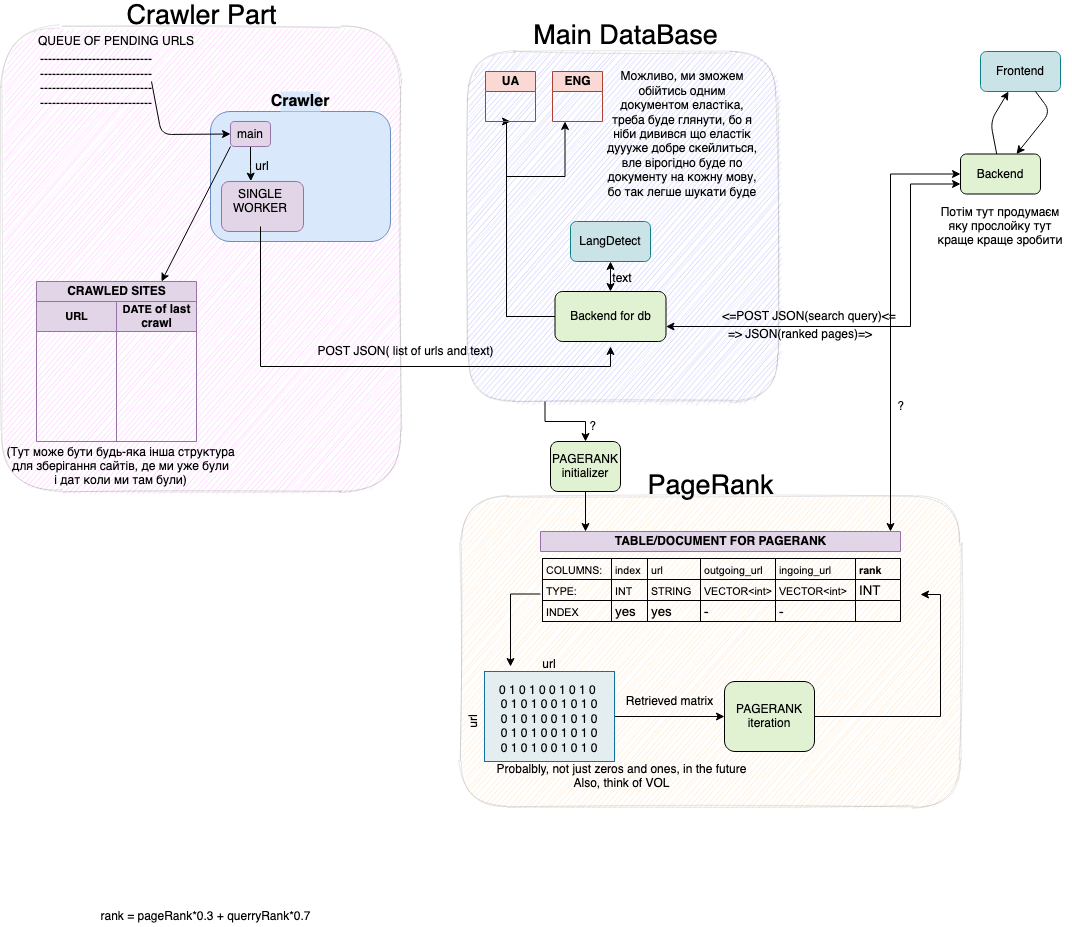 Crawler Part
QUEUE OF PENDING URLS
Crawler
main
url
SINGLE
WORKER
CRAWLED SITES
URL
DATE of last
crawl
(Тут може бути будь-яка інша структура
для зберігання сайтів, де ми уже були
і дат коли ми там були)
POST JSON( list of urls and text)
Main DataBase
UA
ENG
Можливо, ми зможем
обійтись одним
документом еластіка,
треба буде глянути, бо я
ніби дивився що еластік
дуууже добре скейлиться,
вле вірогідно буде по
документу на кожну мову,
бо так легше шукати буде
LangDetect
text
Backend for db
<=POST JSON(search query)<=
=> JSON(ranked pages)=>
Frontend
Backend
Потім тут продумаєм
яку прослойку тут
краще краще зробити
?
?
PAGERANK
initializer
PageRank
TABLE/DOCUMENT FOR PAGERANK
COLUMNS: index url outgoing_url ingoing_url rank
TYPE: INT STRING VECTOR<int> VECTOR<int> INT
INDEX yes yes - -
url
url
0 1 0 1 0 0 1 0 1 0
0 1 0 1 0 0 1 0 1 0
0 1 0 1 0 0 1 0 1 0
0 1 0 1 0 0 1 0 1 0
0 1 0 1 0 0 1 0 1 0
Retrieved matrix
PAGERANK
iteration
Probalbly, not just zeros and ones, in the future
Also, think of VOL
rank = pageRank*0.3 + querryRank*0.7